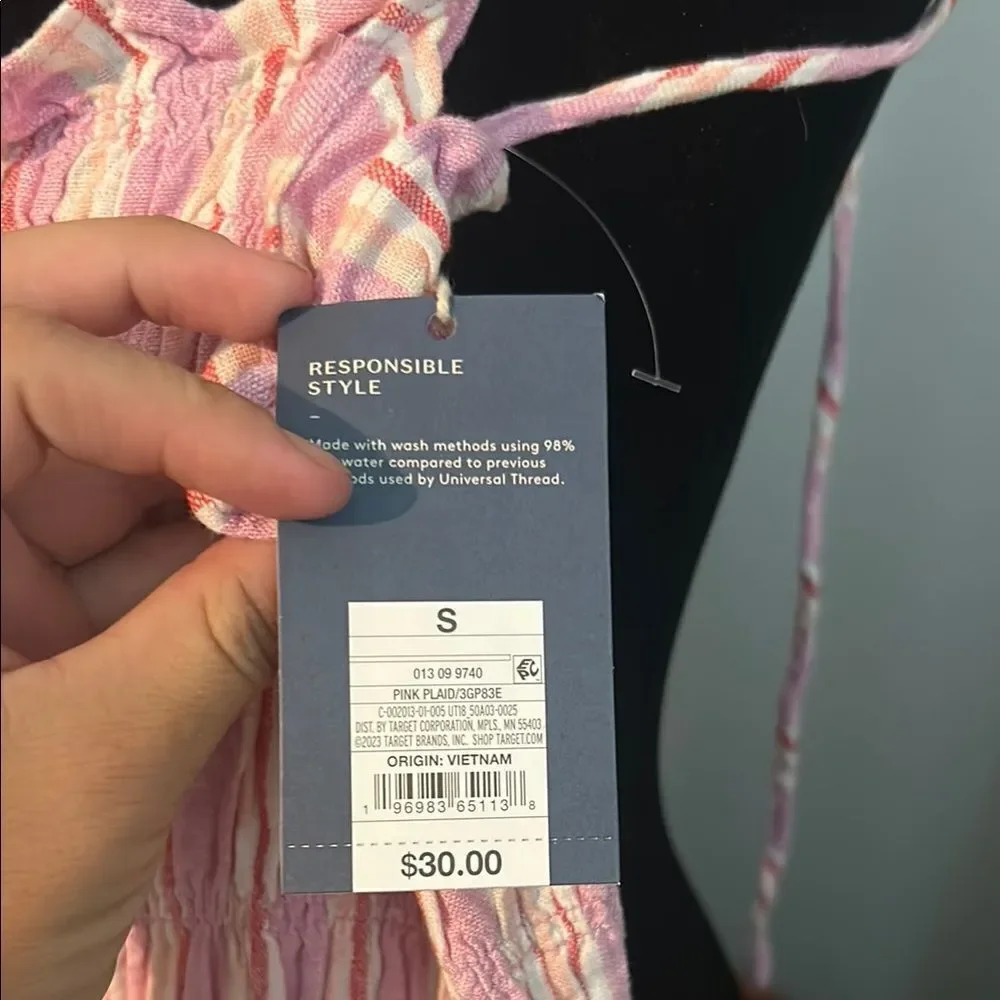 RESPONSIBLE
STYLE
–
Made with wash methods using 98%
water compared to previous
used by Universal Thread.
S
013 09 9740
PINK PLAID/3GP83E
C-002013-01-005 UT18_50A03-0025
DIST. BY TARGET CORPORATION, MPLS., MN 55403
©2023 TARGET BRANDS, INC. SHOP TARGET.COM
ORIGIN: VIETNAM
1 96983 65113 8
$30.00